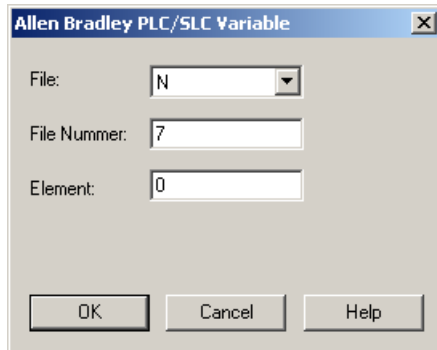 Allen Bradley PLC/SLC Variable
File: N
File Nummer: 7
Element: 0
OK Cancel Help